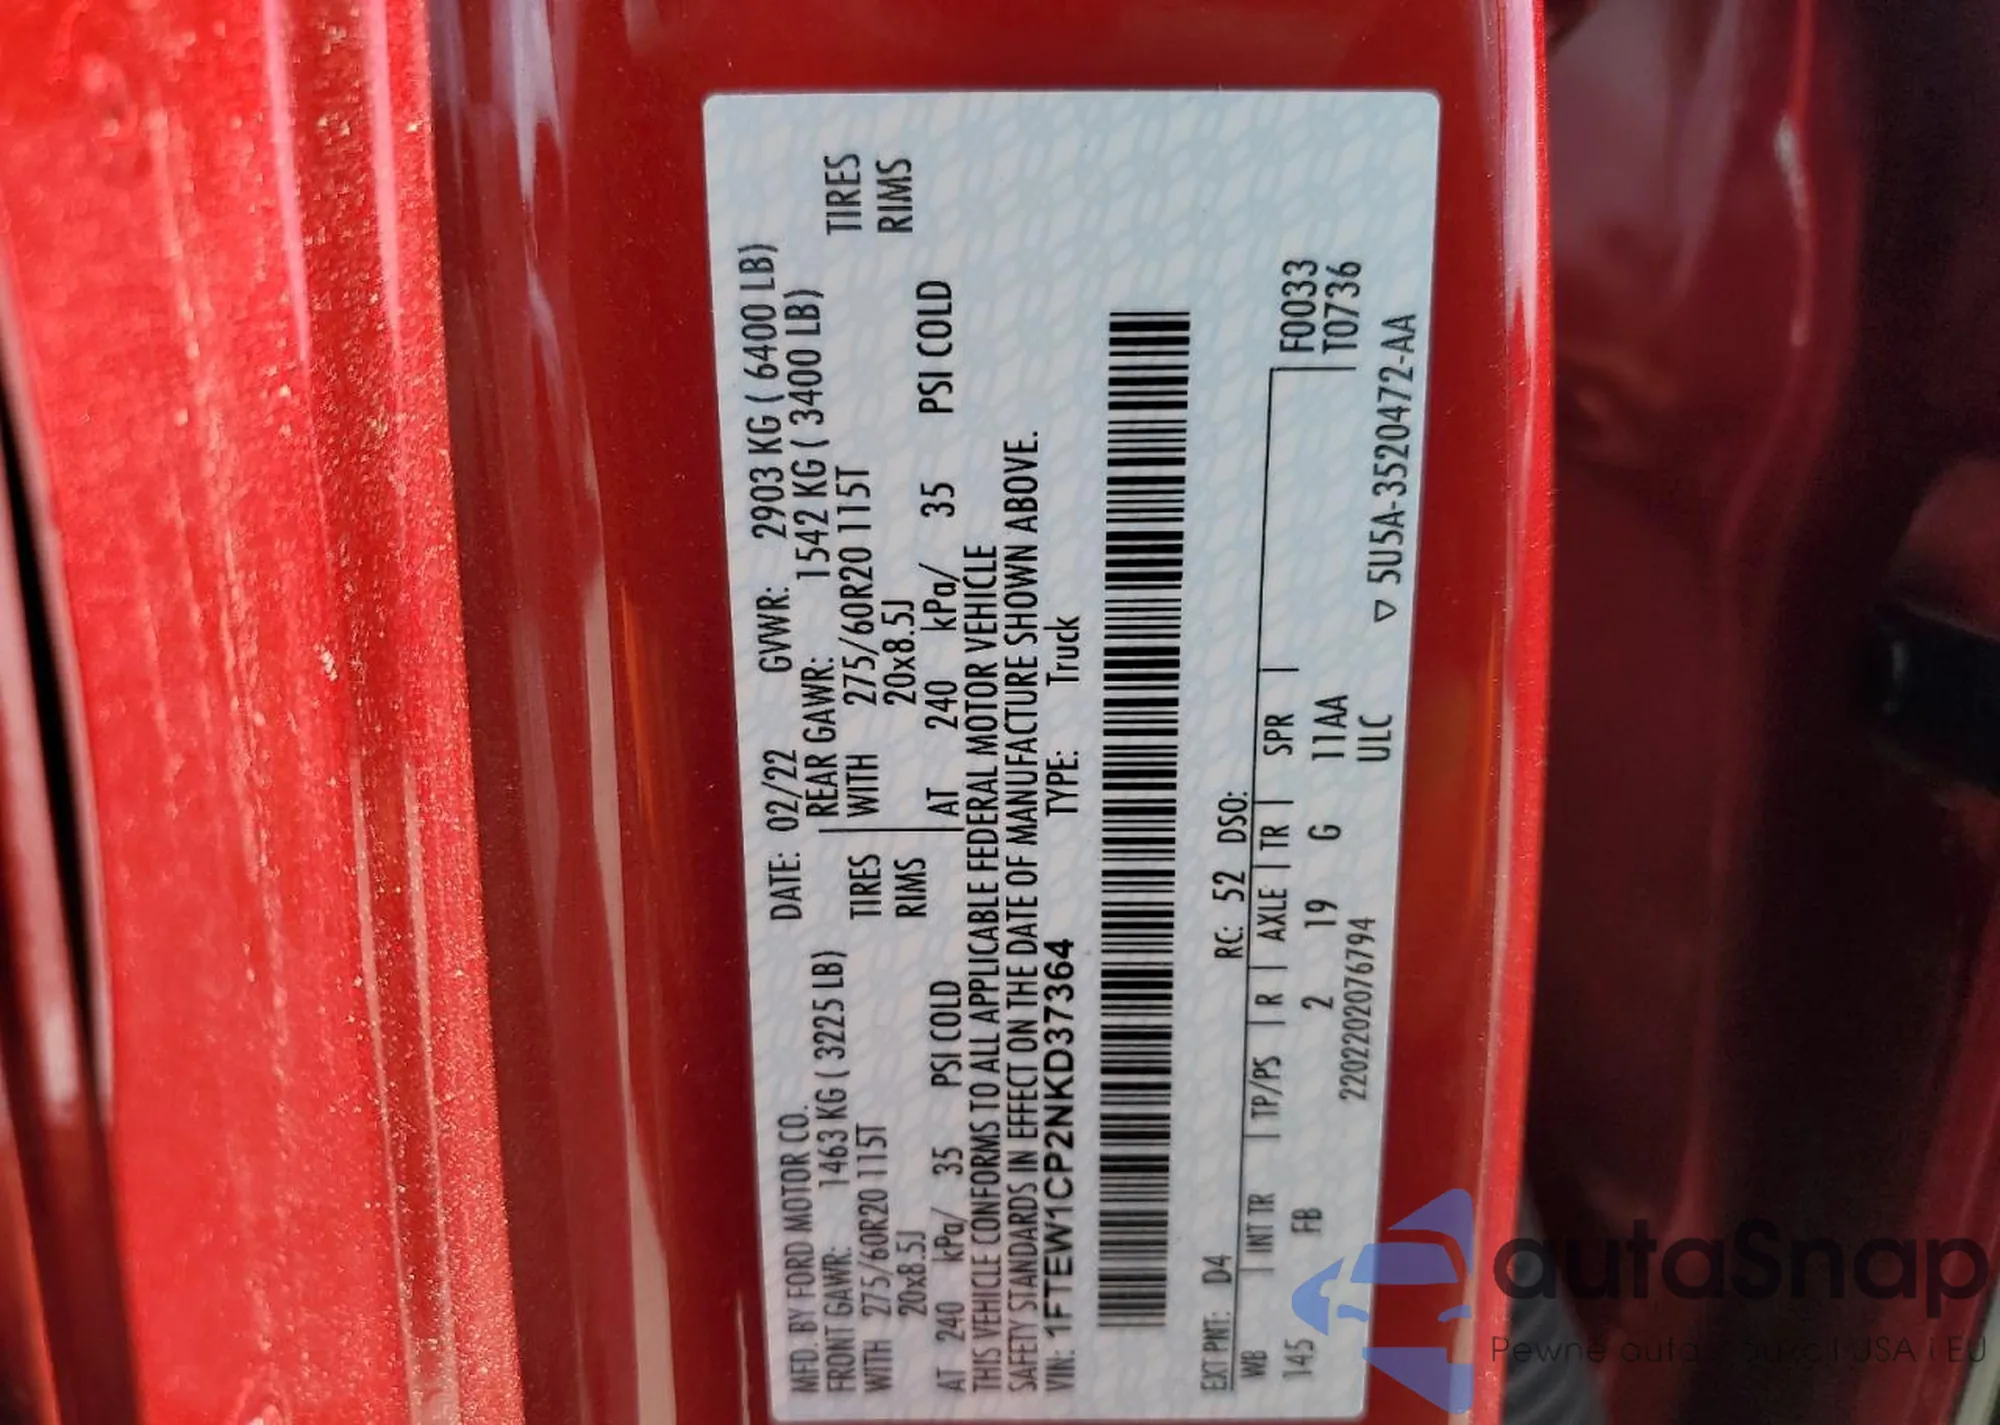 MFD. BY FORD MOTOR CO. DATE: 02/22 GVWR: 2903 KG ( 6400 LB)
FRONT GAWR: 1463 KG ( 3225 LB) REAR GAWR: 1542 KG ( 3400 LB)
WITH 275/60R20 115T TIRES WITH 275/60R20 115T TIRES
20x8.5J RIMS 20x8.5J RIMS
AT 240 kPa/ 35 PSI COLD AT 240 kPa/ 35 PSI COLD
THIS VEHICLE CONFORMS TO ALL APPLICABLE FEDERAL MOTOR VEHICLE
SAFETY STANDARDS IN EFFECT ON THE DATE OF MANUFACTURE SHOWN ABOVE.
VIN: 1FTEW1CP2NKD37364 TYPE: Truck
EXT PNT: D4 RC: 52 DSO:
WB | INT TR | TP/PS | R | AXLE | TR | SPR | F0033
145 FB 2 19 G 11AA T0736
2202202076794 ULC
▽ 5U5A-3520472-AA
autaSnap
Pewne auta z USA i EU